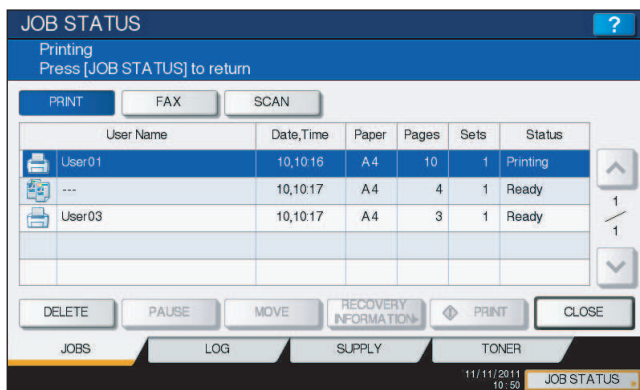 JOB STATUS
?
Printing
Press [JOB STATUS] to return
PRINT FAX SCAN
User Name Date,Time Paper Pages Sets Status
User01 10,10:16 A4 10 1 Printing
--- 10,10:17 A4 4 1 Ready
User03 10,10:17 A4 3 1 Ready
1
1
DELETE PAUSE MOVE RECOVERY INFORMATION PRINT CLOSE
JOBS LOG SUPPLY TONER
11/11/2011
10:50
JOB STATUS